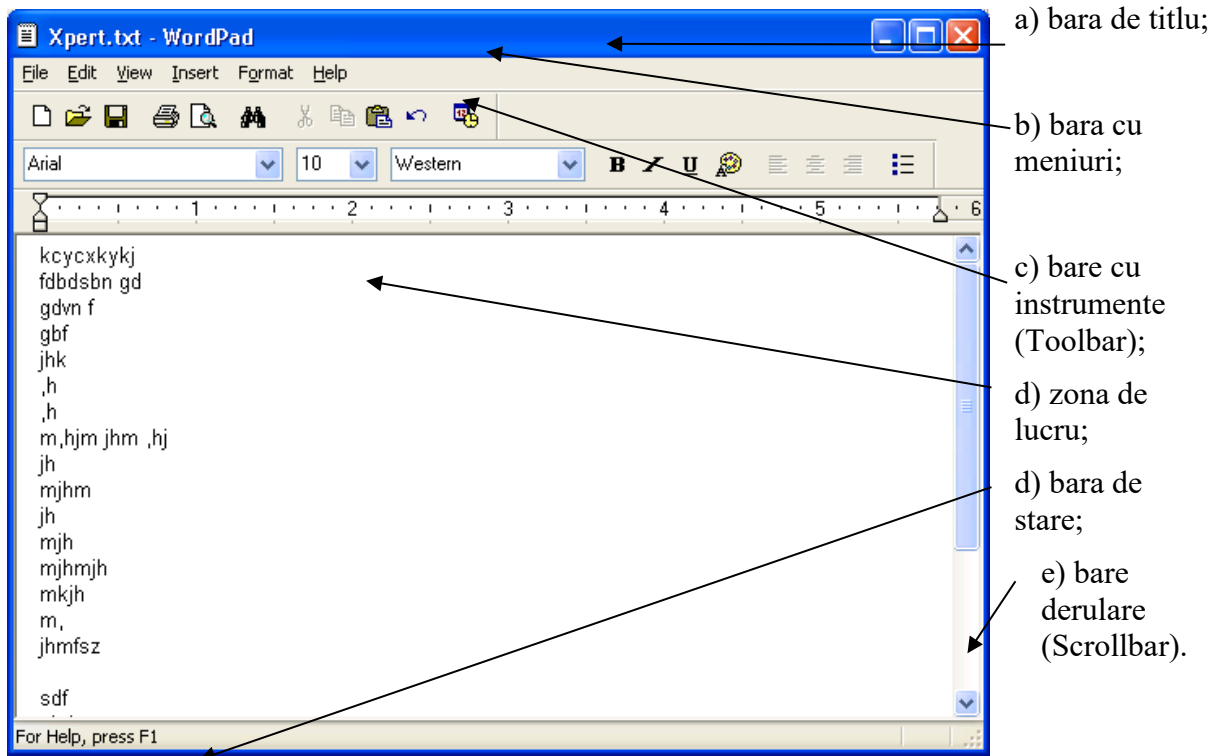 Xpert.txt - WordPad
File Edit View Insert Format Help
Arial 10 Western
1 2 3 4 5 6
kcycxkykj
fdbdsbn gd
gdvn f
gbf
jhk
,h
,h
m,hjm jhm ,hj
jh
mjhm
jh
mjh
mjhmjh
mkjh
m,
jhmfsz
sdf
For Help, press F1
a) bara de titlu;
b) bara cu
meniuri;
c) bare cu
instrumente
(Toolbar);
d) zona de
lucru;
d) bara de
stare;
e) bare
derulare
(Scrollbar).